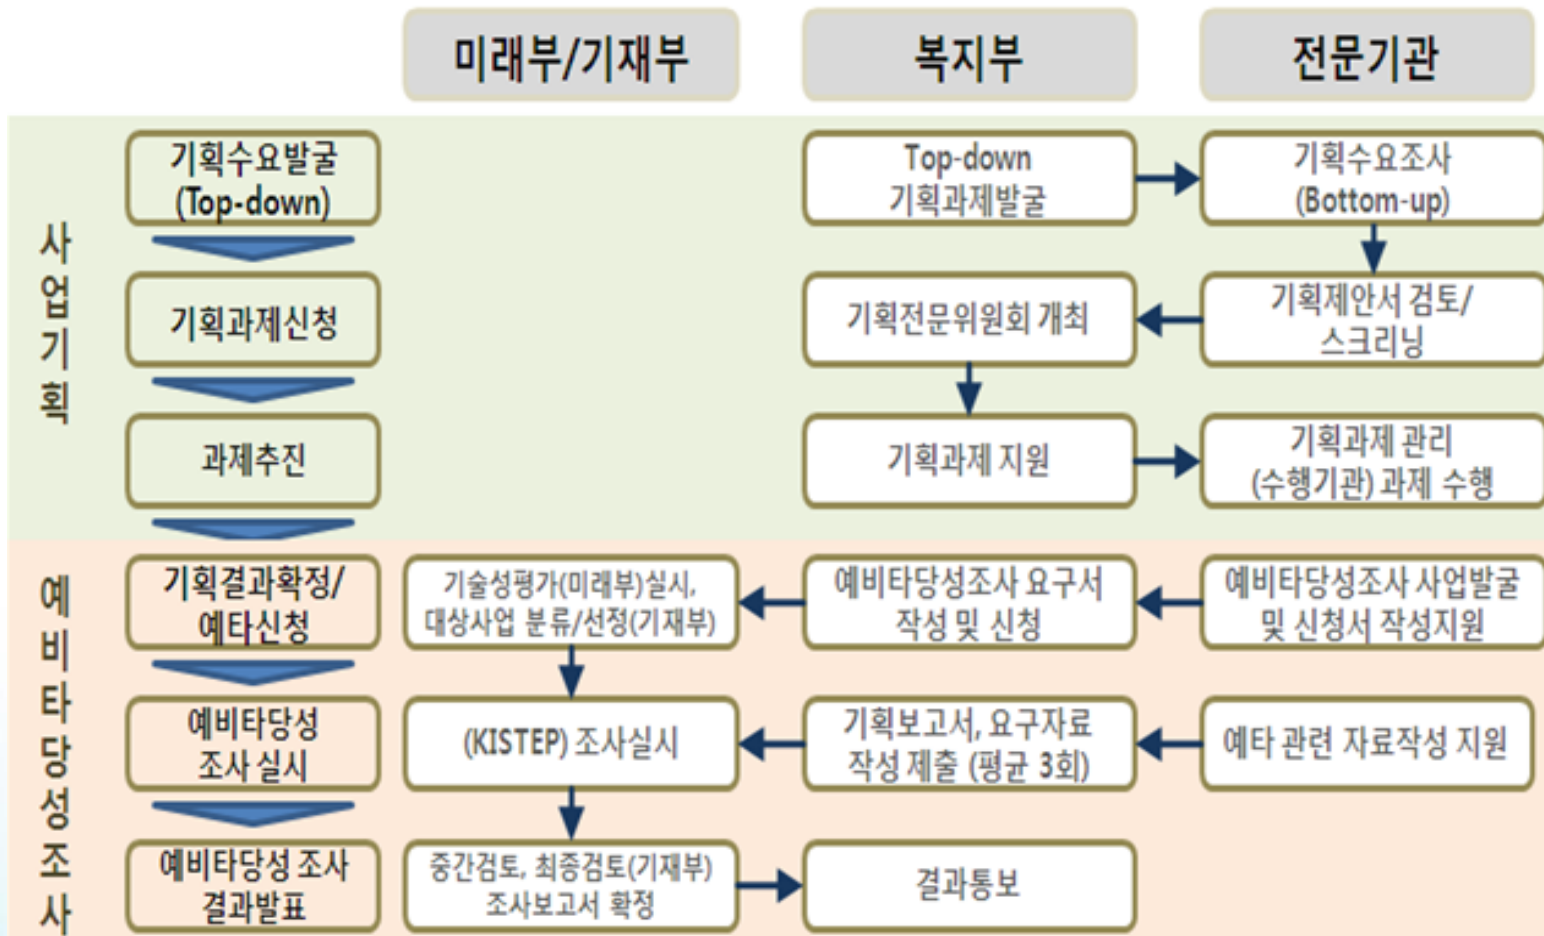 미래부/기재부
복지부
전문기관
사업기획
기획수요발굴
(Top-down)
Top-down
기획과제발굴
기획수요조사
(Bottom-up)
기획과제신청
기획전문위원회 개최
기획제안서 검토/
스크리닝
과제추진
기획과제 지원
기획과제 관리
(수행기관) 과제 수행
예비타당성조사
기획결과확정/
예타신청
기술성평가(미래부)실시,
대상사업 분류/선정(기재부)
예비타당성조사 요구서
작성 및 신청
예비타당성조사 사업발굴
및 신청서 작성지원
예비타당성
조사 실시
(KISTEP) 조사실시
기획보고서, 요구자료
작성 제출 (평균 3회)
예타 관련 자료작성 지원
예비타당성 조사
결과발표
중간검토, 최종검토(기재부)
조사보고서 확정
결과통보